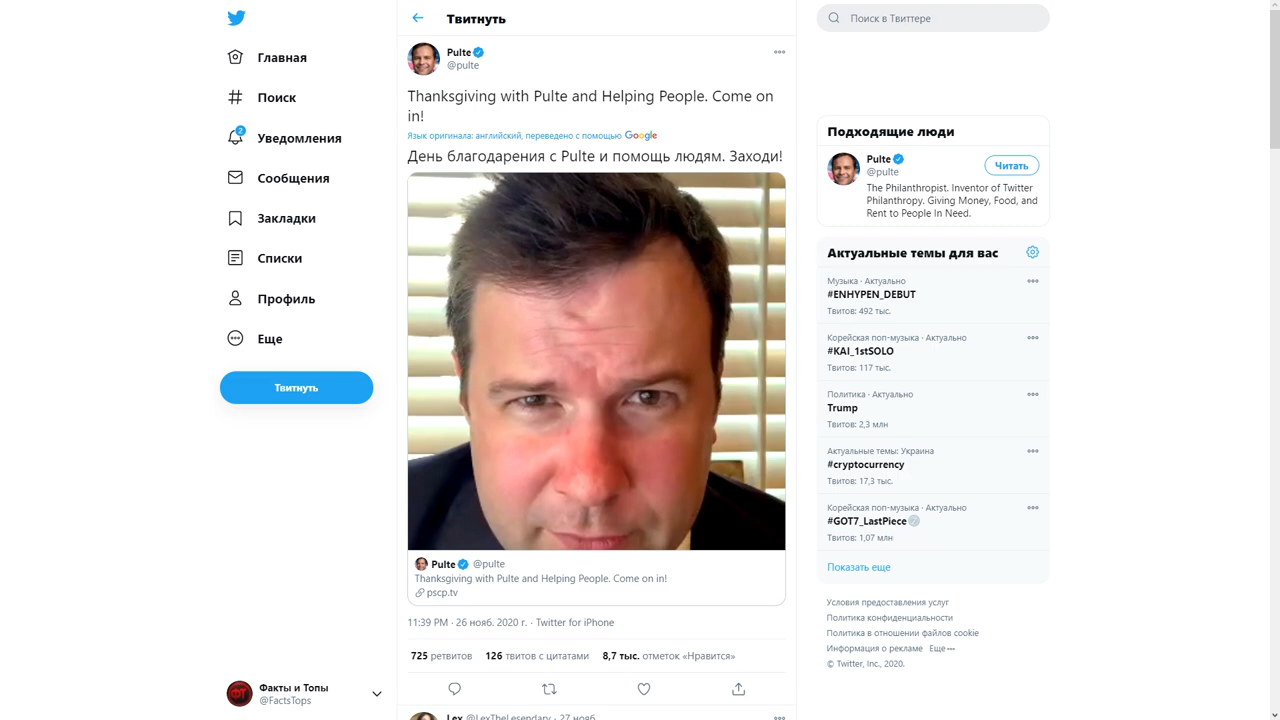 Главная
Поиск
2
Уведомления
Сообщения
Закладки
Списки
Профиль
Еще
Твитнуть
Факты и Топы
@FactsTops
Твитнуть
Pulte
@pulte
Thanksgiving with Pulte and Helping People. Come on
in!
Язык оригинала: английский, переведено с помощью Google
День благодарения с Pulte и помощь людям. Заходи!
Pulte @pulte
Thanksgiving with Pulte and Helping People. Come on in!
pscp.tv
11:39 PM · 26 нояб. 2020 г. · Twitter for iPhone
725 ретвитов 126 твитов с цитатами 8,7 тыс. отметок «Нравится»
Lex @LexTheLesendary · 27 нояб.
Поиск в Твиттере
Подходящие люди
Pulte
@pulte
Читать
The Philanthropist. Inventor of Twitter
Philanthropy. Giving Money, Food, and
Rent to People In Need.
Актуальные темы для вас
Музыка · Актуально
#ENHYPEN_DEBUT
Твитов: 492 тыс.
Корейская поп-музыка · Актуально
#KAI_1stSOLO
Твитов: 117 тыс.
Политика · Актуально
Trump
Твитов: 2,3 млн
Актуальные темы: Украина
#cryptocurrency
Твитов: 17,3 тыс.
Корейская поп-музыка · Актуально
#GOT7_LastPiece
Твитов: 1,07 млн
Показать еще
Условия предоставления услуг
Политика конфиденциальности
Политика в отношении файлов cookie
Информация о рекламе Еще
© Twitter, Inc., 2020.